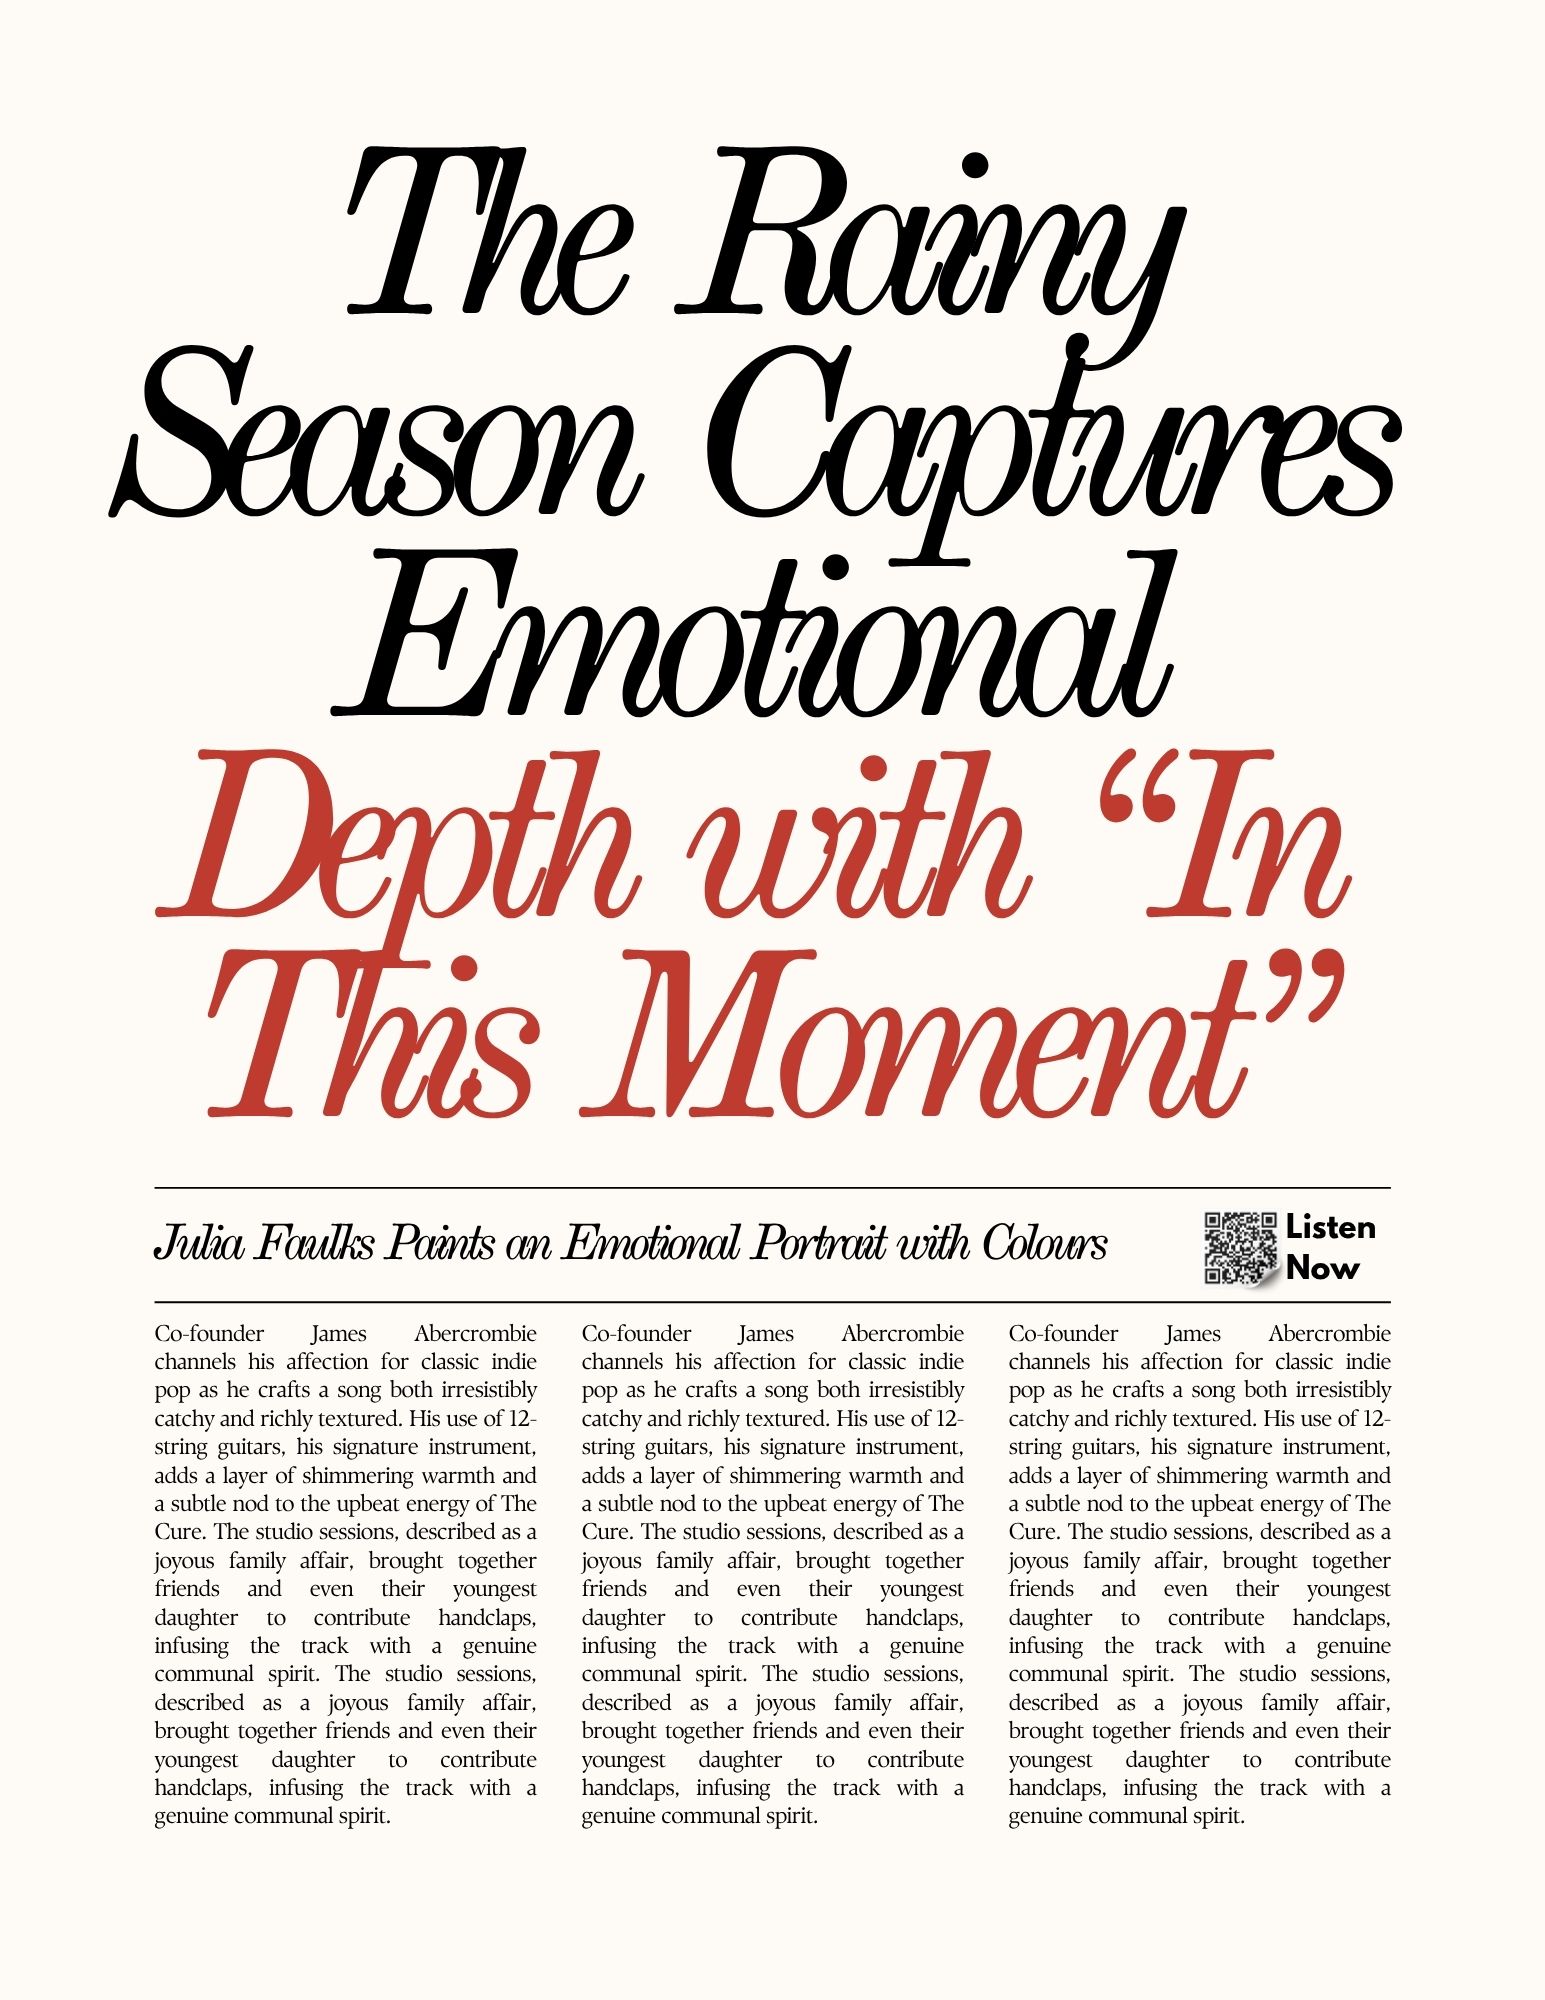 The Rainy
Season Captures
Emotional
Depth with “In
This Moment”
Julia Faulks Paints an Emotional Portrait with Colours
Listen
Now
Co-founder James Abercrombie
channels his affection for classic indie
pop as he crafts a song both irresistibly
catchy and richly textured. His use of 12-
string guitars, his signature instrument,
adds a layer of shimmering warmth and
a subtle nod to the upbeat energy of The
Cure. The studio sessions, described as a
joyous family affair, brought together
friends and even their youngest
daughter to contribute handclaps,
infusing the track with a genuine
communal spirit. The studio sessions,
described as a joyous family affair,
brought together friends and even their
youngest daughter to contribute
handclaps, infusing the track with a
genuine communal spirit.
Co-founder James Abercrombie
channels his affection for classic indie
pop as he crafts a song both irresistibly
catchy and richly textured. His use of 12-
string guitars, his signature instrument,
adds a layer of shimmering warmth and
a subtle nod to the upbeat energy of The
Cure. The studio sessions, described as a
joyous family affair, brought together
friends and even their youngest
daughter to contribute handclaps,
infusing the track with a genuine
communal spirit. The studio sessions,
described as a joyous family affair,
brought together friends and even their
youngest daughter to contribute
handclaps, infusing the track with a
genuine communal spirit.
Co-founder James Abercrombie
channels his affection for classic indie
pop as he crafts a song both irresistibly
catchy and richly textured. His use of 12-
string guitars, his signature instrument,
adds a layer of shimmering warmth and
a subtle nod to the upbeat energy of The
Cure. The studio sessions, described as a
joyous family affair, brought together
friends and even their youngest
daughter to contribute handclaps,
infusing the track with a genuine
communal spirit. The studio sessions,
described as a joyous family affair,
brought together friends and even their
youngest daughter to contribute
handclaps, infusing the track with a
genuine communal spirit.